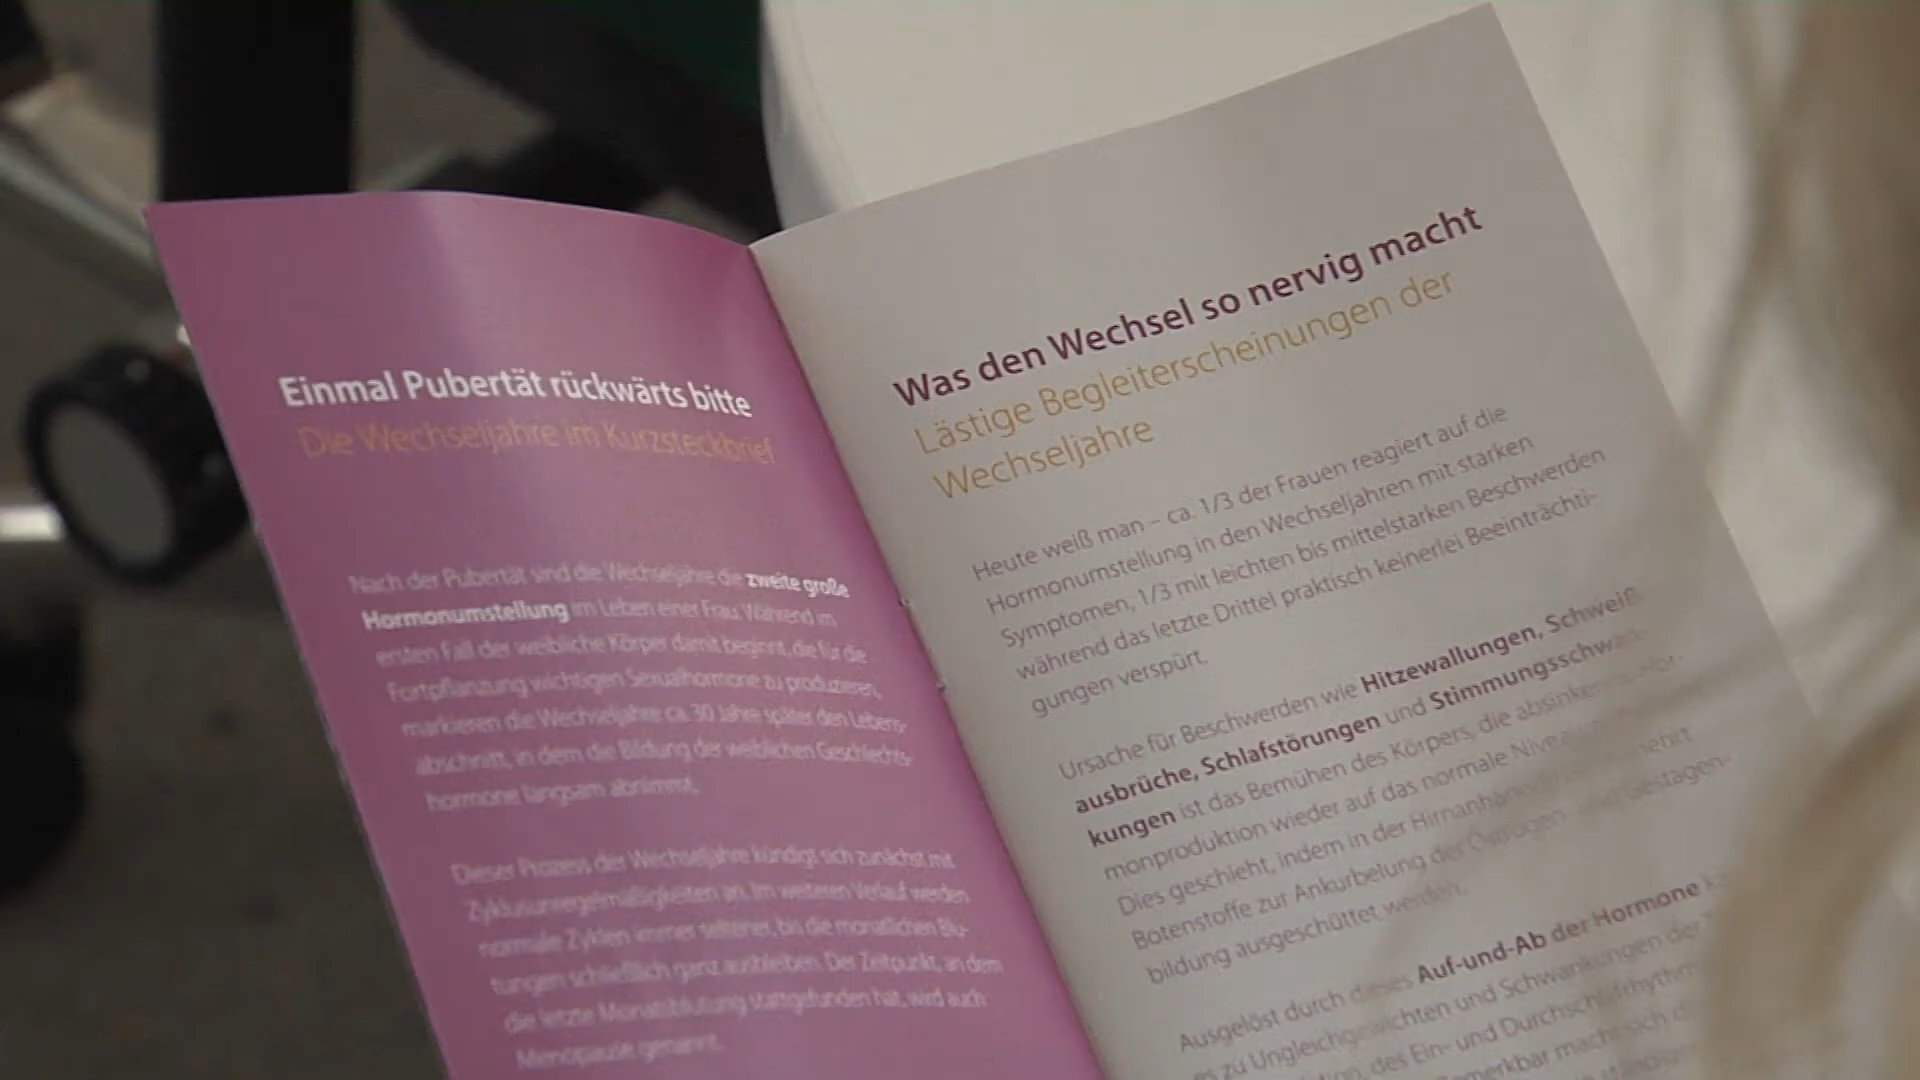 Einmal Pubertät rückwärts bitte
Die Wechseljahre im Kurzsteckbrief
Nach der Pubertät sind die Wechseljahre die zweite große
Hormonumstellung im Leben einer Frau. Während im
ersten Fall der weibliche Körper damit beginnt, die für die
Fortpflanzung wichtigen Sexualhormone zu produzieren,
markieren die Wechseljahre ca. 30 Jahre später den Lebens-
abschnitt, in dem die Bildung der weiblichen Geschlechts-
hormone langsam abnimmt.
Dieser Prozess der Wechseljahre kündigt sich zunächst mit
Zyklusunregelmäßigkeiten an. Im weiteren Verlauf werden
normale Zyklen immer seltener, bis die monatlichen Blu-
tungen schließlich ganz ausbleiben. Der Zeitpunkt, an dem
die letzte Monatsblutung stattgefunden hat, wird auch
Menopause genannt.
Was den Wechsel so nervig macht
Lästige Begleiterscheinungen der
Wechseljahre
Heute weiß man – ca. 1/3 der Frauen reagiert auf die
Hormonumstellung in den Wechseljahren mit starken
Symptomen, 1/3 mit leichten bis mittelstarken Beschwerden
während das letzte Drittel praktisch keinerlei Beeinträchti-
gungen verspürt.
Ursache für Beschwerden wie Hitzewallungen, Schweiß-
ausbrüche, Schlafstörungen und Stimmungsschwan-
kungen ist das Bemühen des Körpers, die absinkende Hor-
monproduktion wieder auf das normale Niveau
Dies geschieht, indem in der Hirnanhangdrüse vermehrt
Botenstoffe zur Ankurbelung der Östrogen- und Gestagen-
bildung ausgeschüttet werden.
Ausgelöst durch dieses Auf-und-Ab der Hormone
es zu Ungleichgewichten und Schwankungen der
des Ein- und Durchschlafrhythm
merkbar macht sich